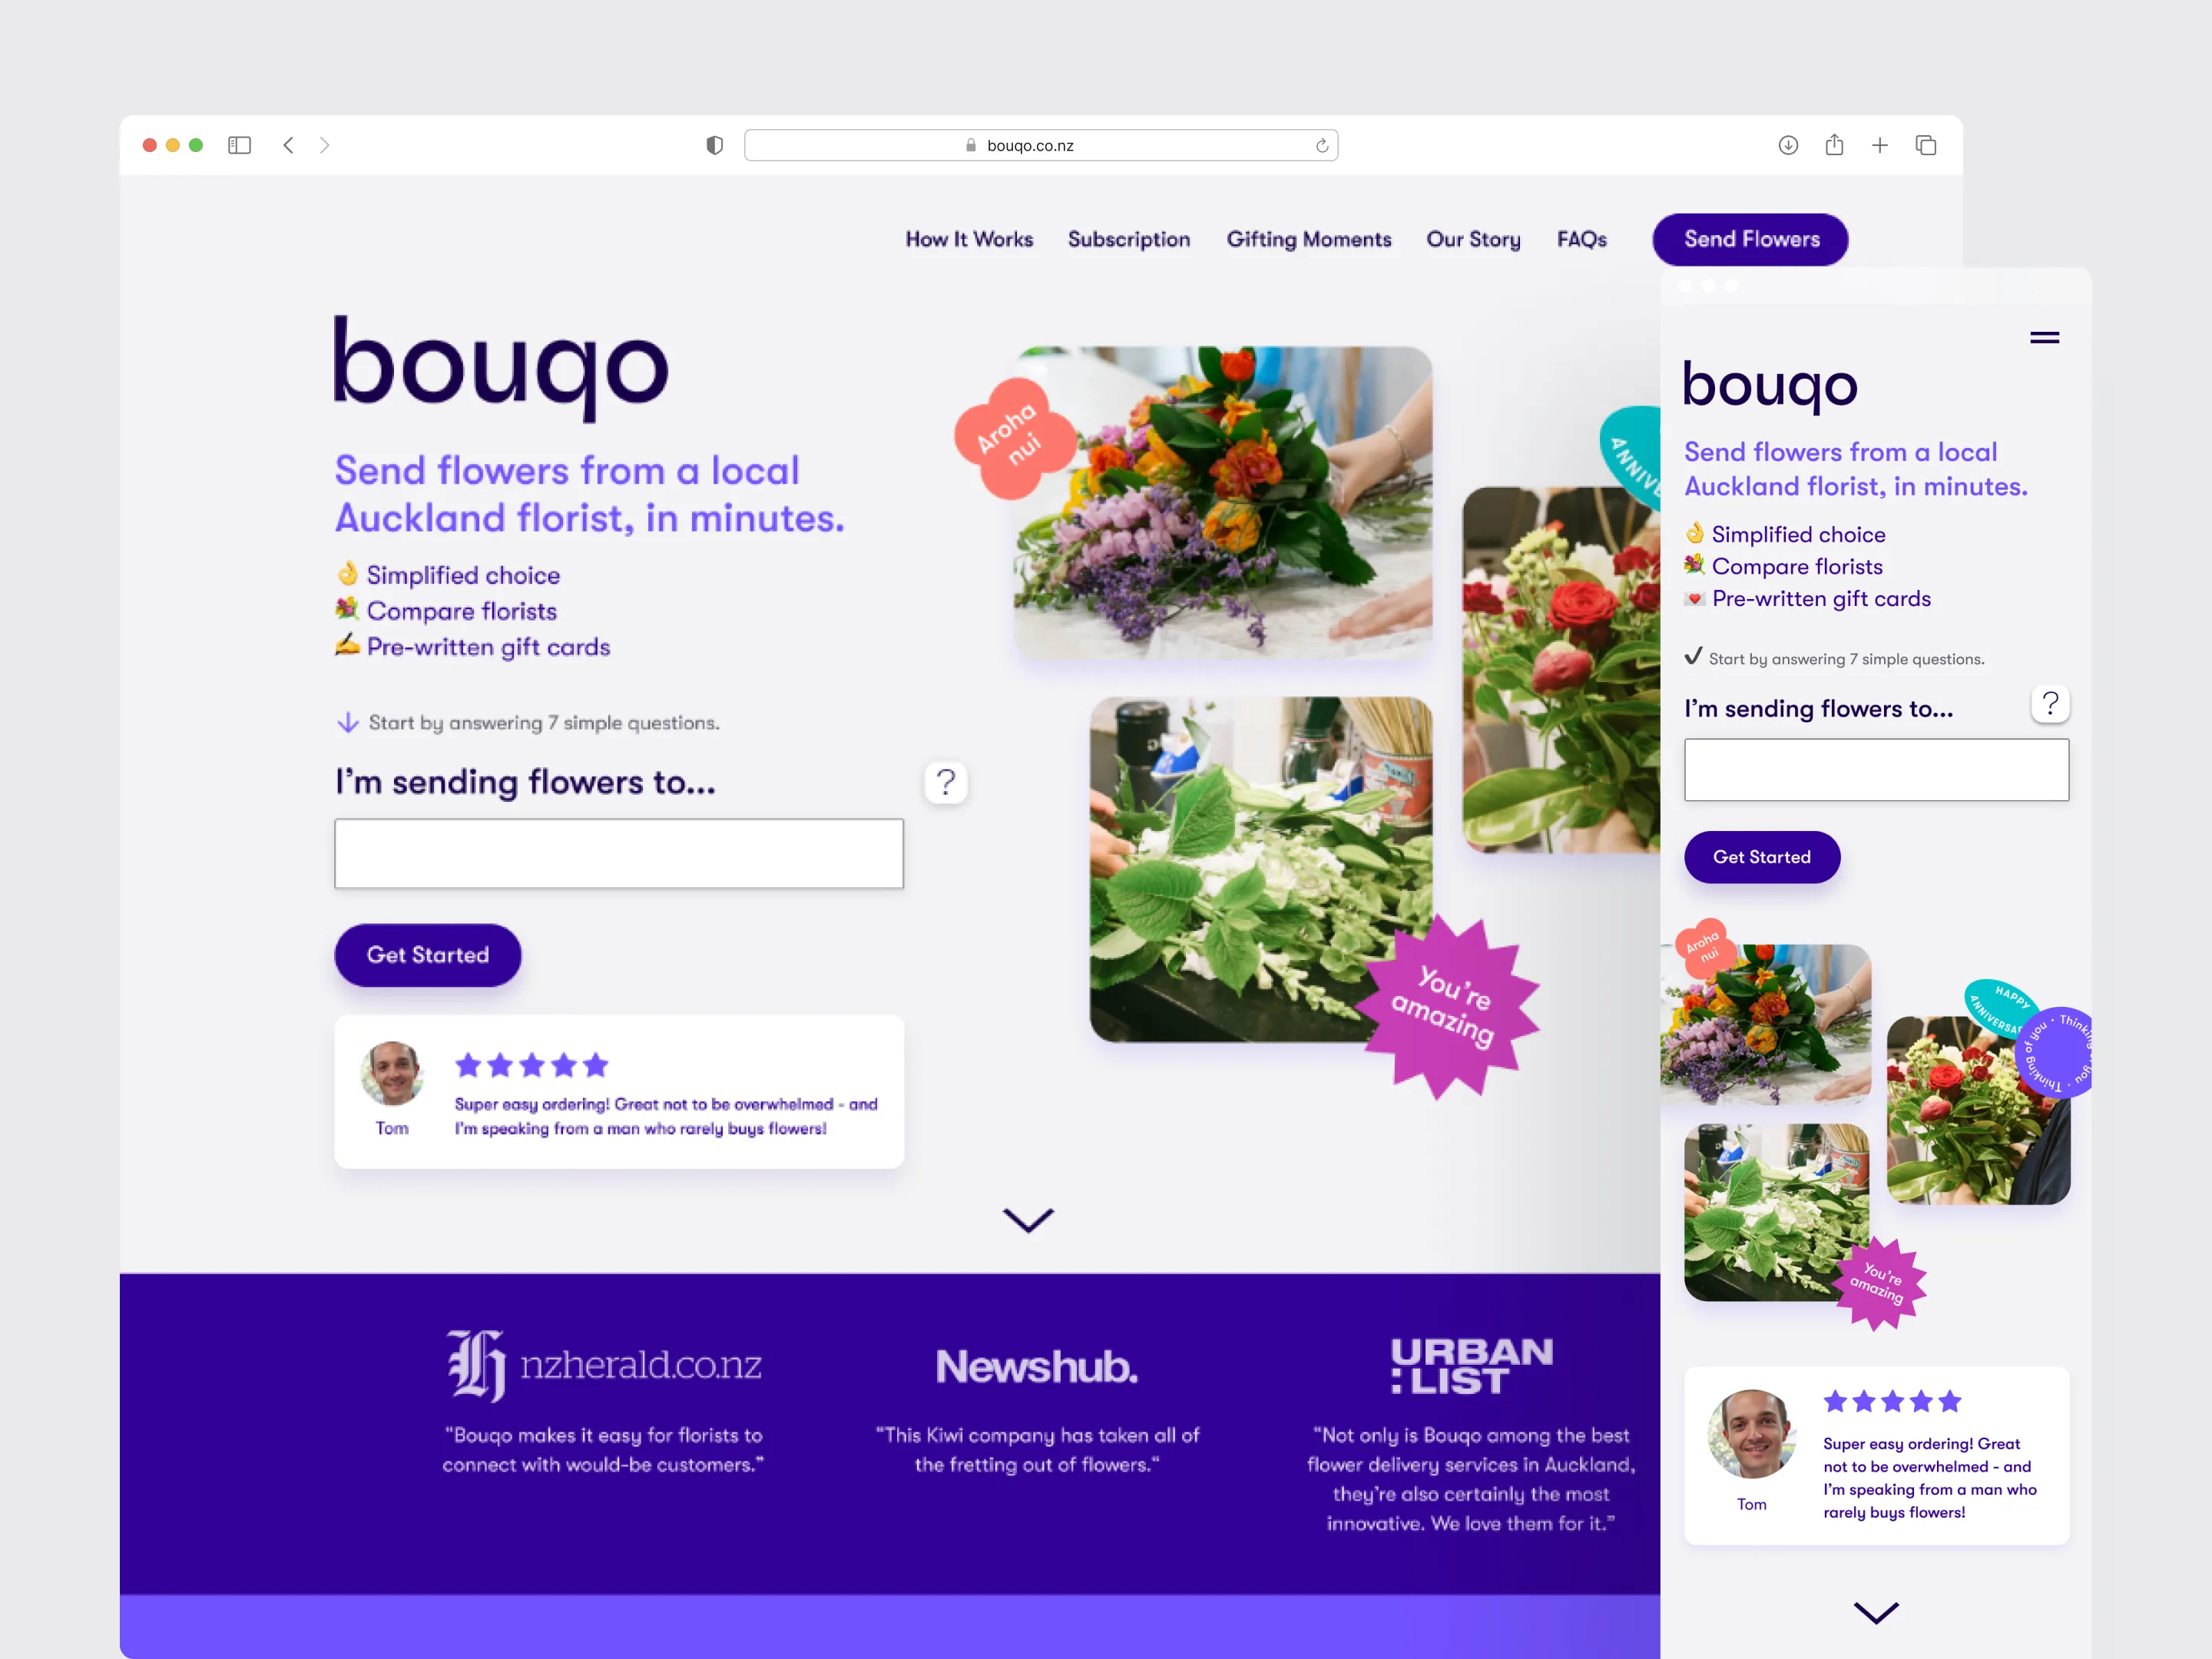 bouqo.co.nz
How It Works
Subscription
Gifting Moments
Our Story
FAQs
Send Flowers
bouqo
Send flowers from a local
Auckland florist, in minutes.
👌 Simplified choice
💐 Compare florists
✍️ Pre-written gift cards
↓ Start by answering 7 simple questions.
I'm sending flowers to...
?
Get Started
Tom
Super easy ordering! Great not to be overwhelmed - and
I'm speaking from a man who rarely buys flowers!
Aroha
nui
You're
amazing
nzherald.co.nz
“Bouqo makes it easy for florists to
connect with would-be customers.”
Newshub.
“This Kiwi company has taken all of
the fretting out of flowers.“
URBAN
:LIST
“Not only is Bouqo among the best
flower delivery services in Auckland,
they're also certainly the most
innovative. We love them for it.”
bouqo
Send flowers from a local
Auckland florist, in minutes.
👌 Simplified choice
💐 Compare florists
💌 Pre-written gift cards
✓ Start by answering 7 simple questions.
I'm sending flowers to...
?
Get Started
Aroha
nui
HAPPY
Thinking of you · Thinking of you
You're
amazing
Tom
Super easy ordering! Great
not to be overwhelmed - and
I'm speaking from a man who
rarely buys flowers!